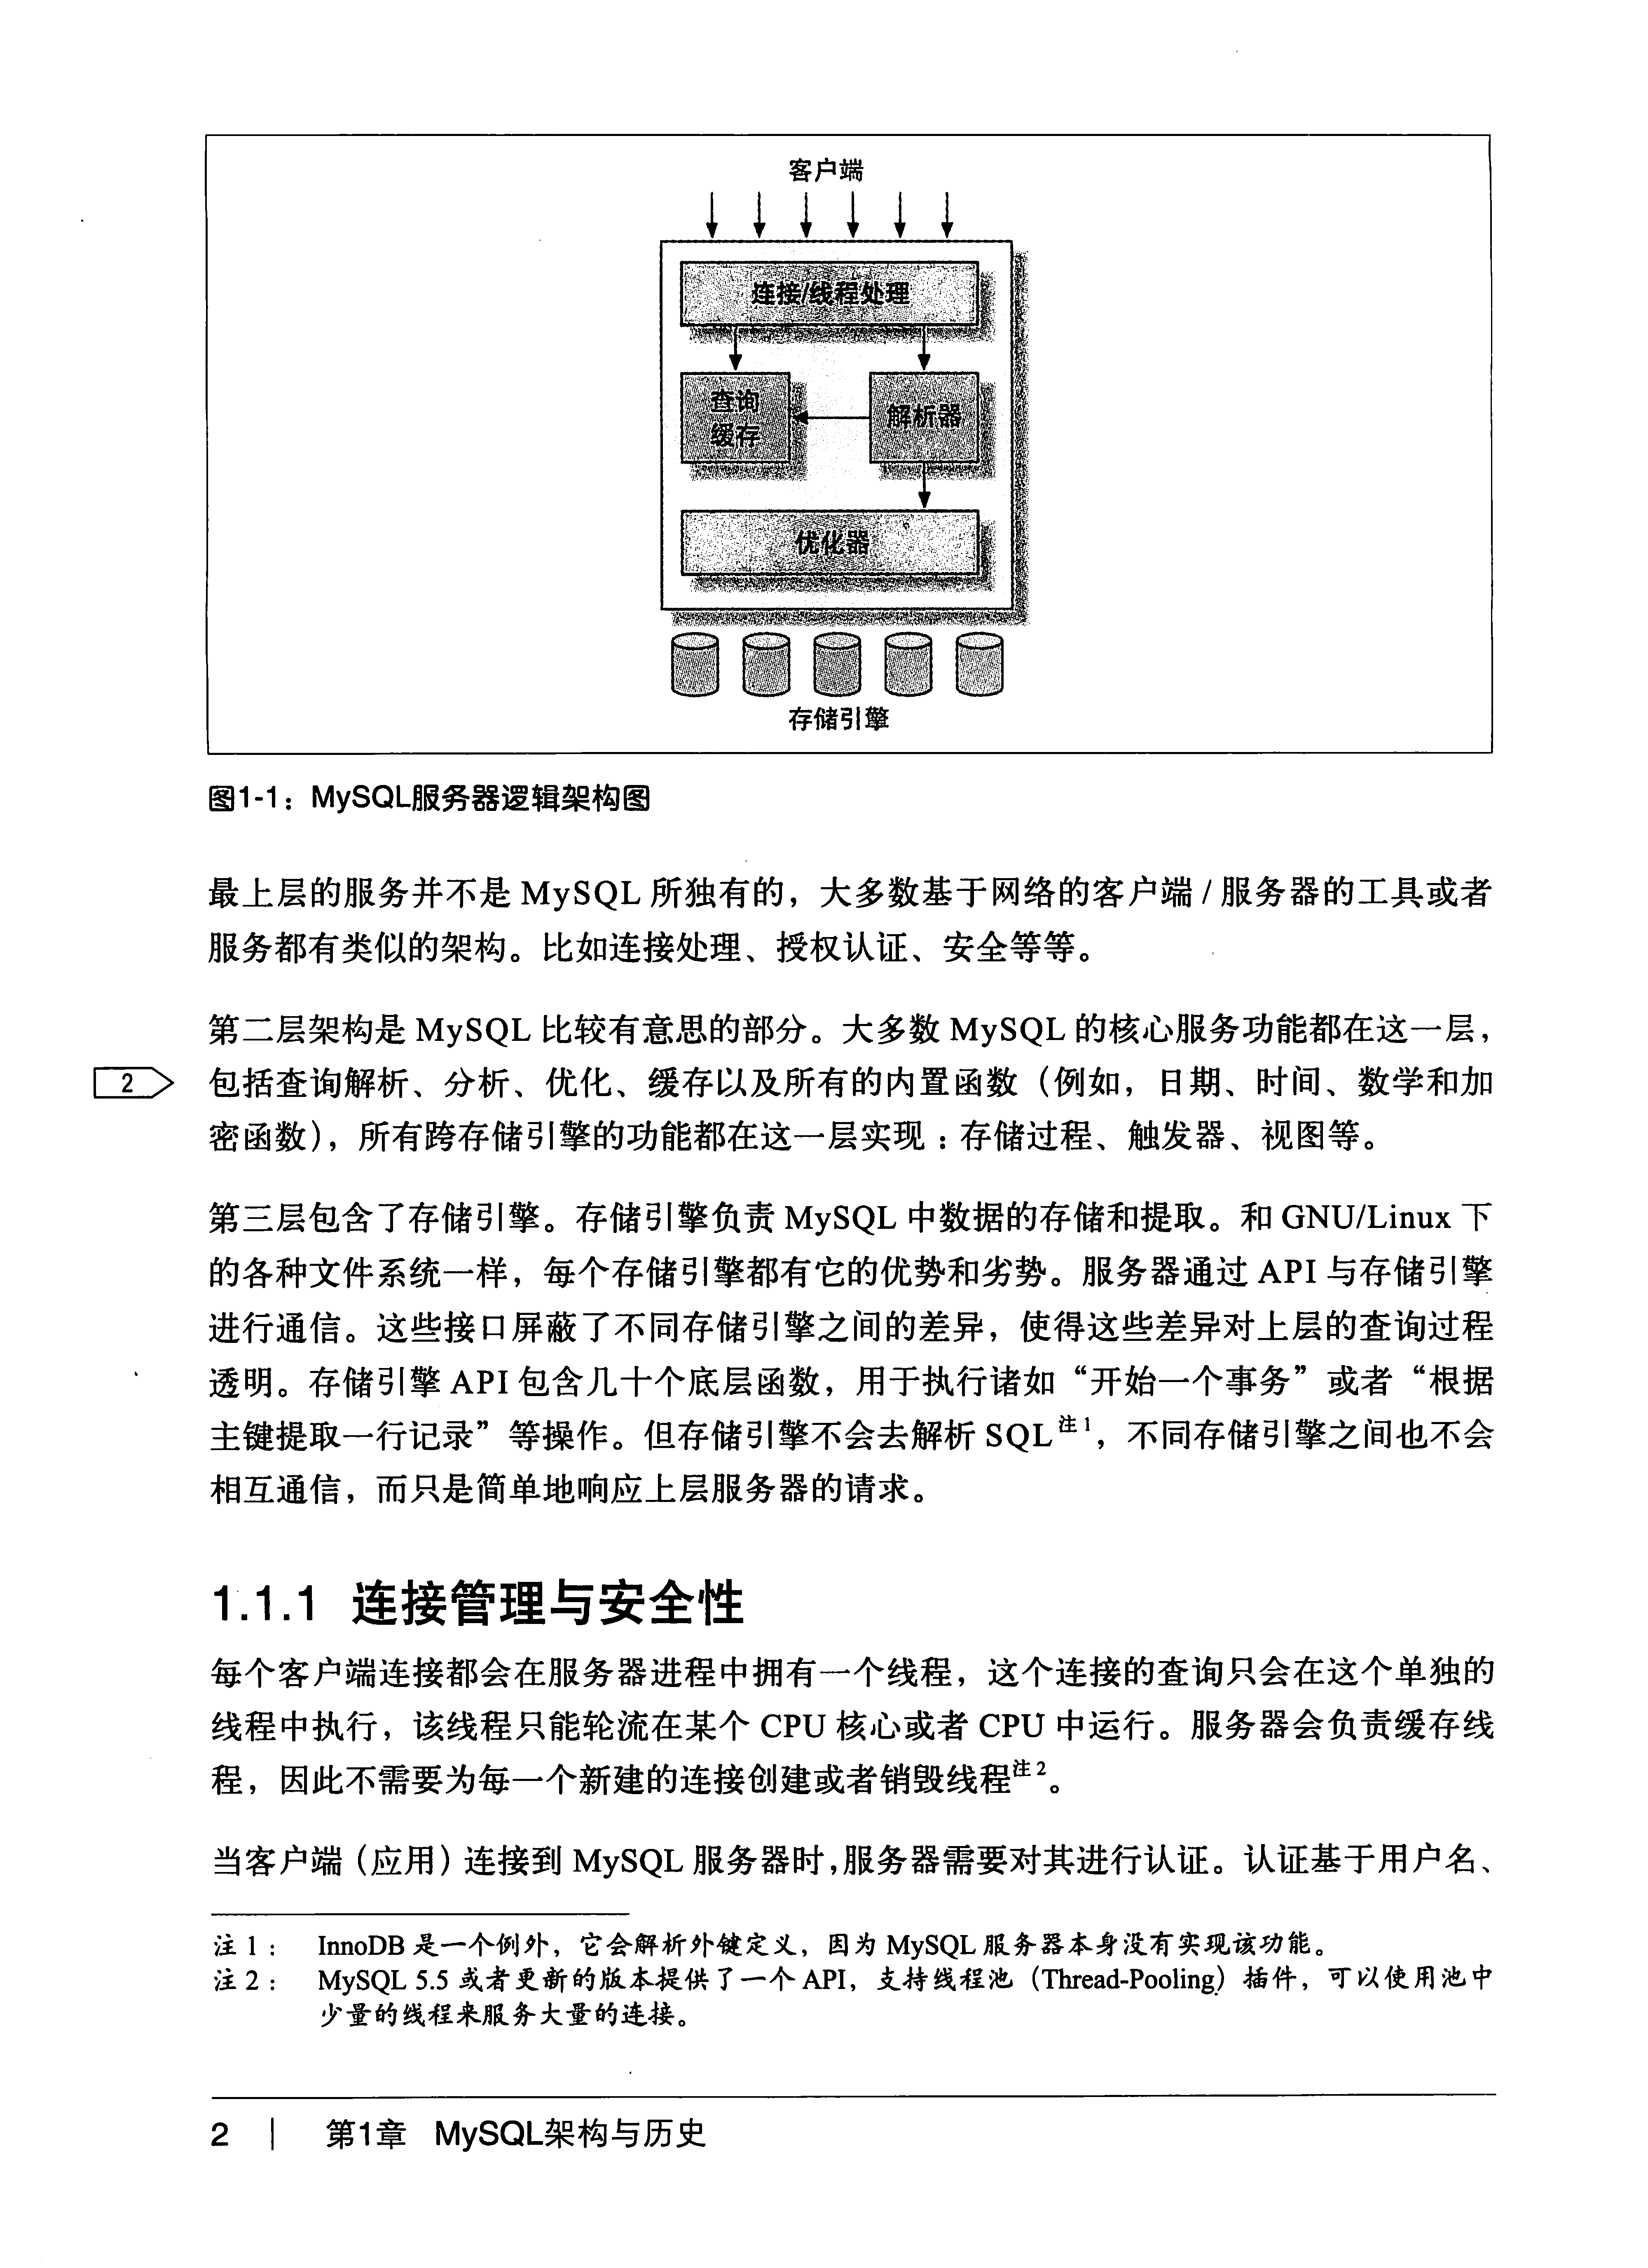 客户端
连接/线程处理
查询
缓存
解析器
优化器
存储引擎
图1-1：MySQL服务器逻辑架构图
最上层的服务并不是 MySQL 所独有的，大多数基于网络的客户端 / 服务器的工具或者
服务都有类似的架构。比如连接处理、授权认证、安全等等。
第二层架构是 MySQL 比较有意思的部分。大多数 MySQL 的核心服务功能都在这一层，
2
包括查询解析、分析、优化、缓存以及所有的内置函数（例如，日期、时间、数学和加
密函数），所有跨存储引擎的功能都在这一层实现：存储过程、触发器、视图等。
第三层包含了存储引擎。存储引擎负责 MySQL 中数据的存储和提取。和 GNU/Linux 下
的各种文件系统一样，每个存储引擎都有它的优势和劣势。服务器通过 API 与存储引擎
进行通信。这些接口屏蔽了不同存储引擎之间的差异，使得这些差异对上层的查询过程
透明。存储引擎 API 包含几十个底层函数，用于执行诸如“开始一个事务”或者“根据
主键提取一行记录”等操作。但存储引擎不会去解析 SQL注1，不同存储引擎之间也不会
相互通信，而只是简单地响应上层服务器的请求。
1.1.1 连接管理与安全性
每个客户端连接都会在服务器进程中拥有一个线程，这个连接的查询只会在这个单独的
线程中执行，该线程只能轮流在某个 CPU 核心或者 CPU 中运行。服务器会负责缓存线
程，因此不需要为每一个新建的连接创建或者销毁线程注2。
当客户端（应用）连接到 MySQL 服务器时，服务器需要对其进行认证。认证基于用户名、
注 1： InnoDB 是一个例外，它会解析外键定义，因为 MySQL 服务器本身没有实现该功能。
注 2： MySQL 5.5 或者更新的版本提供了一个 API，支持线程池（Thread-Pooling）插件，可以使用池中
少量的线程来服务大量的连接。
2 | 第1章 MySQL架构与历史